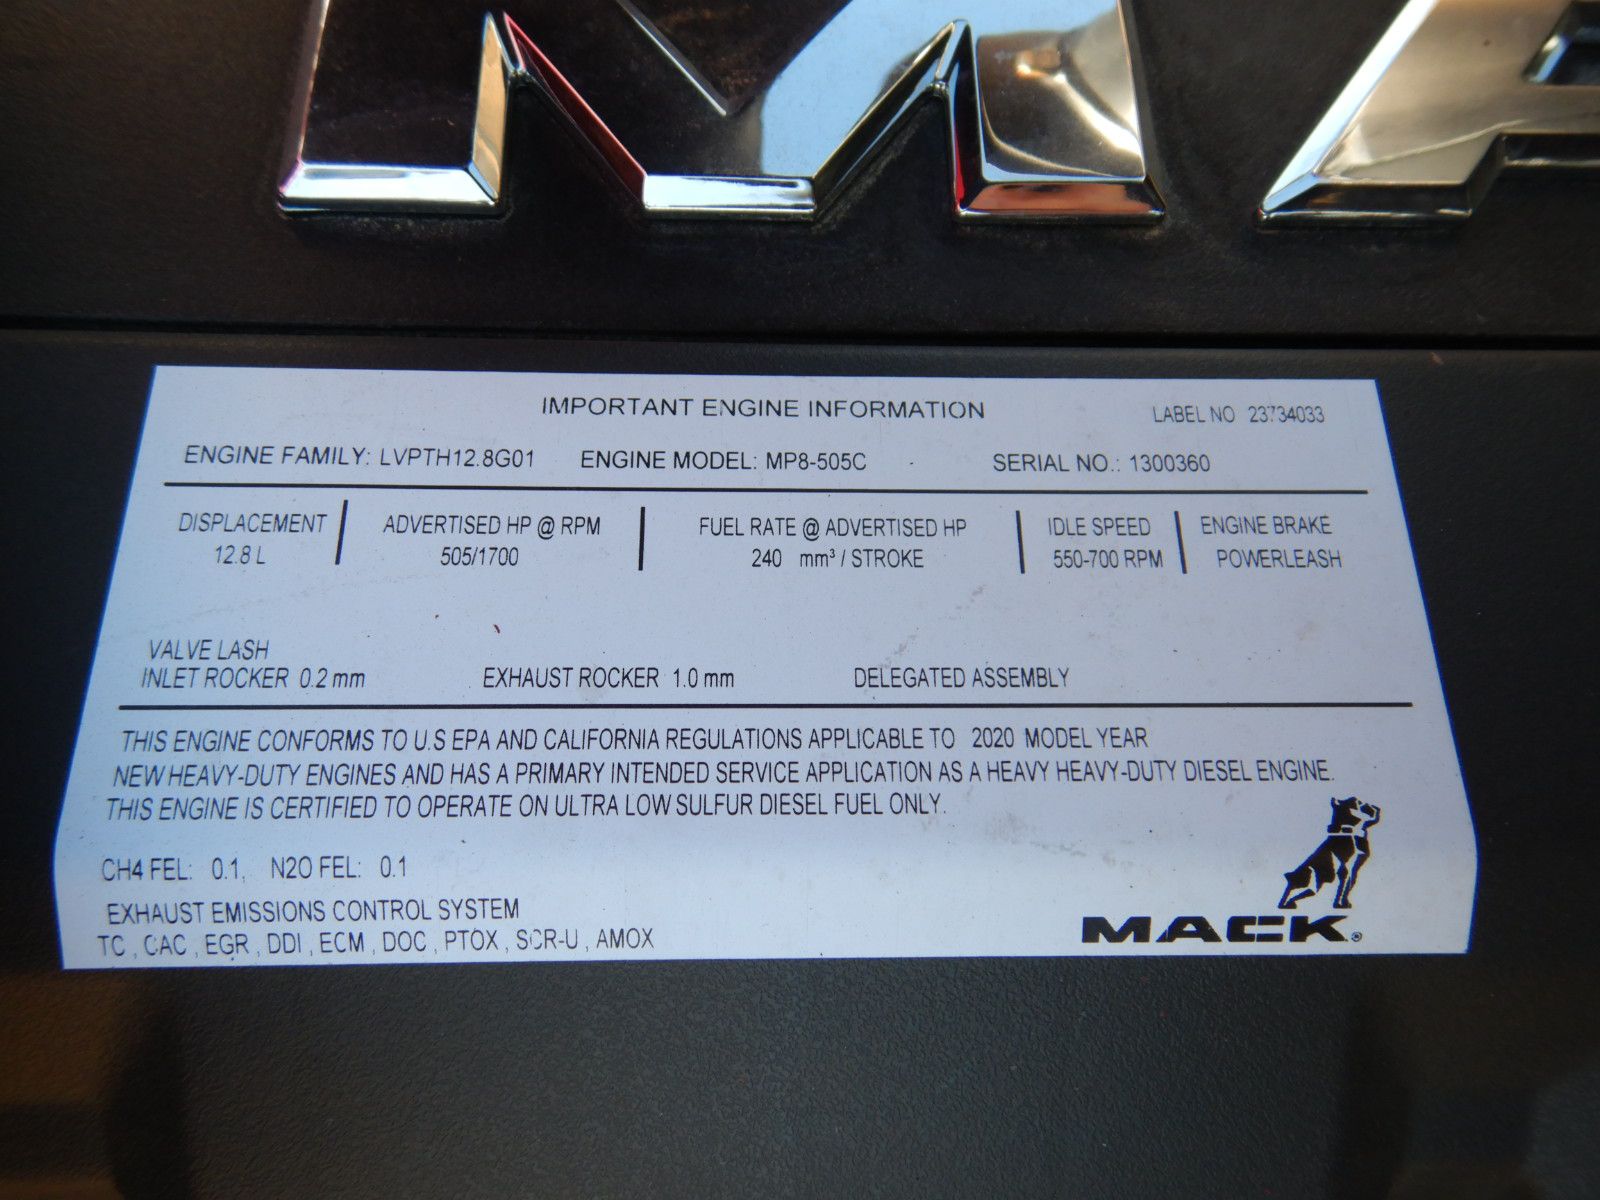 MA
IMPORTANT ENGINE INFORMATION LABEL NO 23734033
ENGINE FAMILY: LVPTH12.8G01 ENGINE MODEL: MP8-505C SERIAL NO.: 1300360
DISPLACEMENT ADVERTISED HP @ RPM FUEL RATE @ ADVERTISED HP IDLE SPEED ENGINE BRAKE
12.8 L 505/1700 240 mm³ / STROKE 550-700 RPM POWERLEASH
VALVE LASH
INLET ROCKER 0.2 mm EXHAUST ROCKER 1.0 mm DELEGATED ASSEMBLY
THIS ENGINE CONFORMS TO U.S EPA AND CALIFORNIA REGULATIONS APPLICABLE TO 2020 MODEL YEAR
NEW HEAVY-DUTY ENGINES AND HAS A PRIMARY INTENDED SERVICE APPLICATION AS A HEAVY HEAVY-DUTY DIESEL ENGINE.
THIS ENGINE IS CERTIFIED TO OPERATE ON ULTRA LOW SULFUR DIESEL FUEL ONLY.
CH4 FEL: 0.1, N2O FEL: 0.1
EXHAUST EMISSIONS CONTROL SYSTEM
TC , CAC , EGR , DDI , ECM , DOC , PTOX , SCR-U , AMOX
MACK®